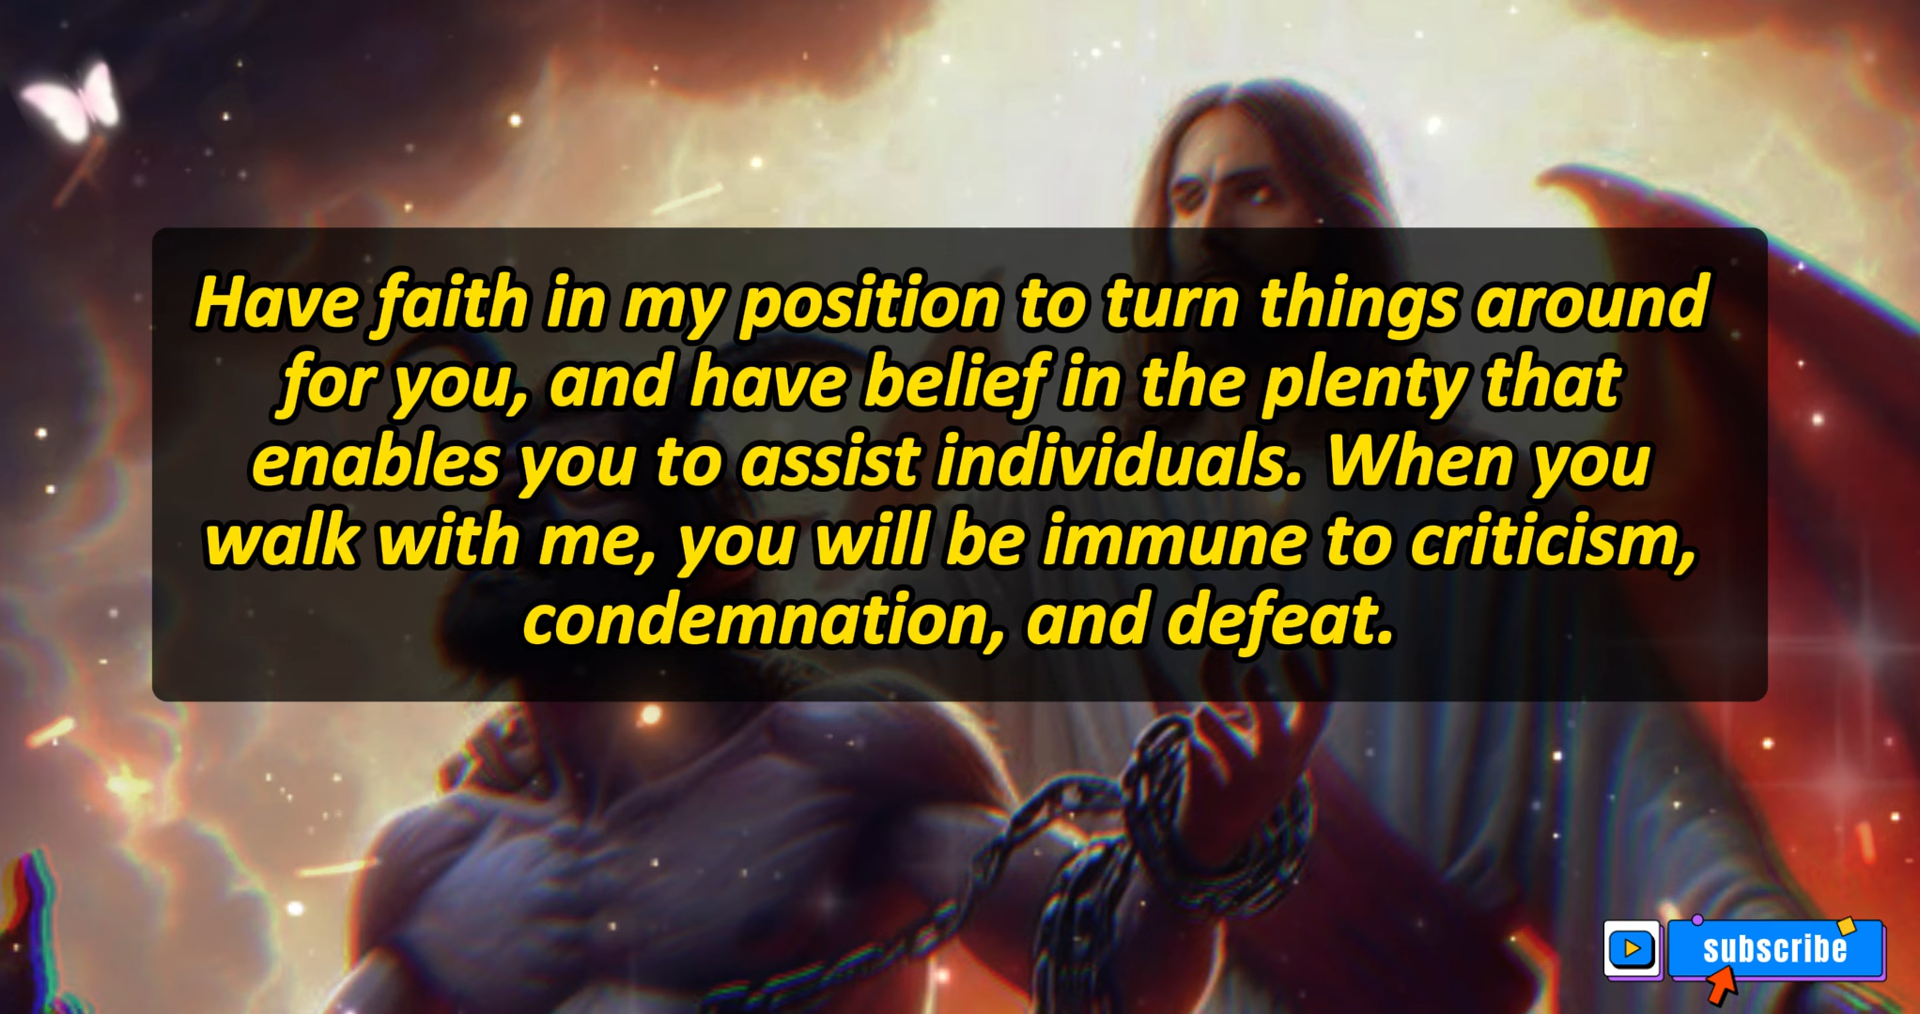 Have faith in my position to turn things around
for you, and have belief in the plenty that
enables you to assist individuals. When you
walk with me, you will be immune to criticism,
condemnation, and defeat.
subscribe